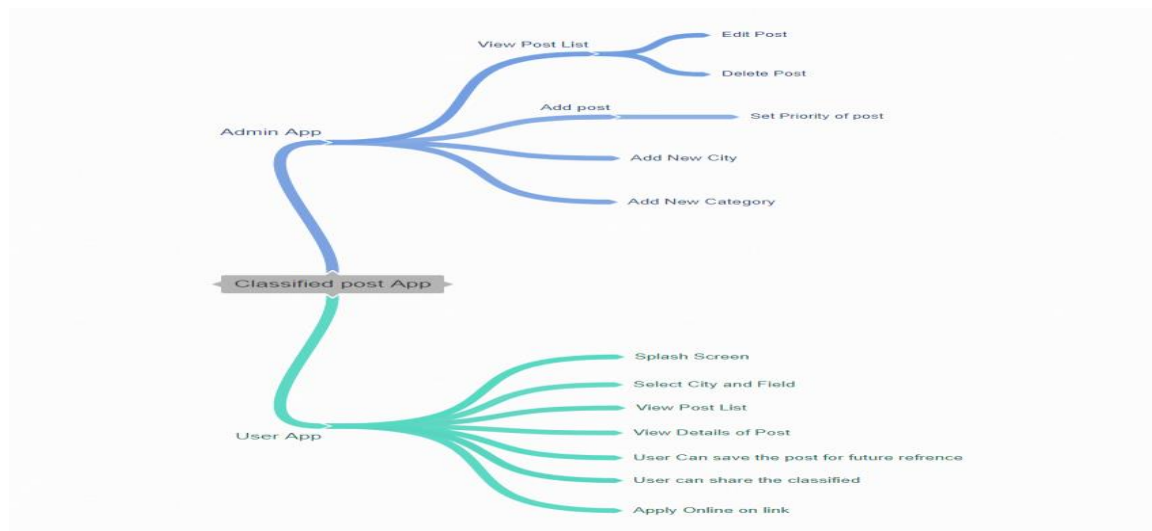 Edit Post
View Post List
Delete Post
Add post
Set Priority of post
Admin App
Add New City
Add New Category
Classified post App
Splash Screen
Select City and Field
View Post List
View Details of Post
User App
User Can save the post for future refrence
User can share the classified
Apply Online on link